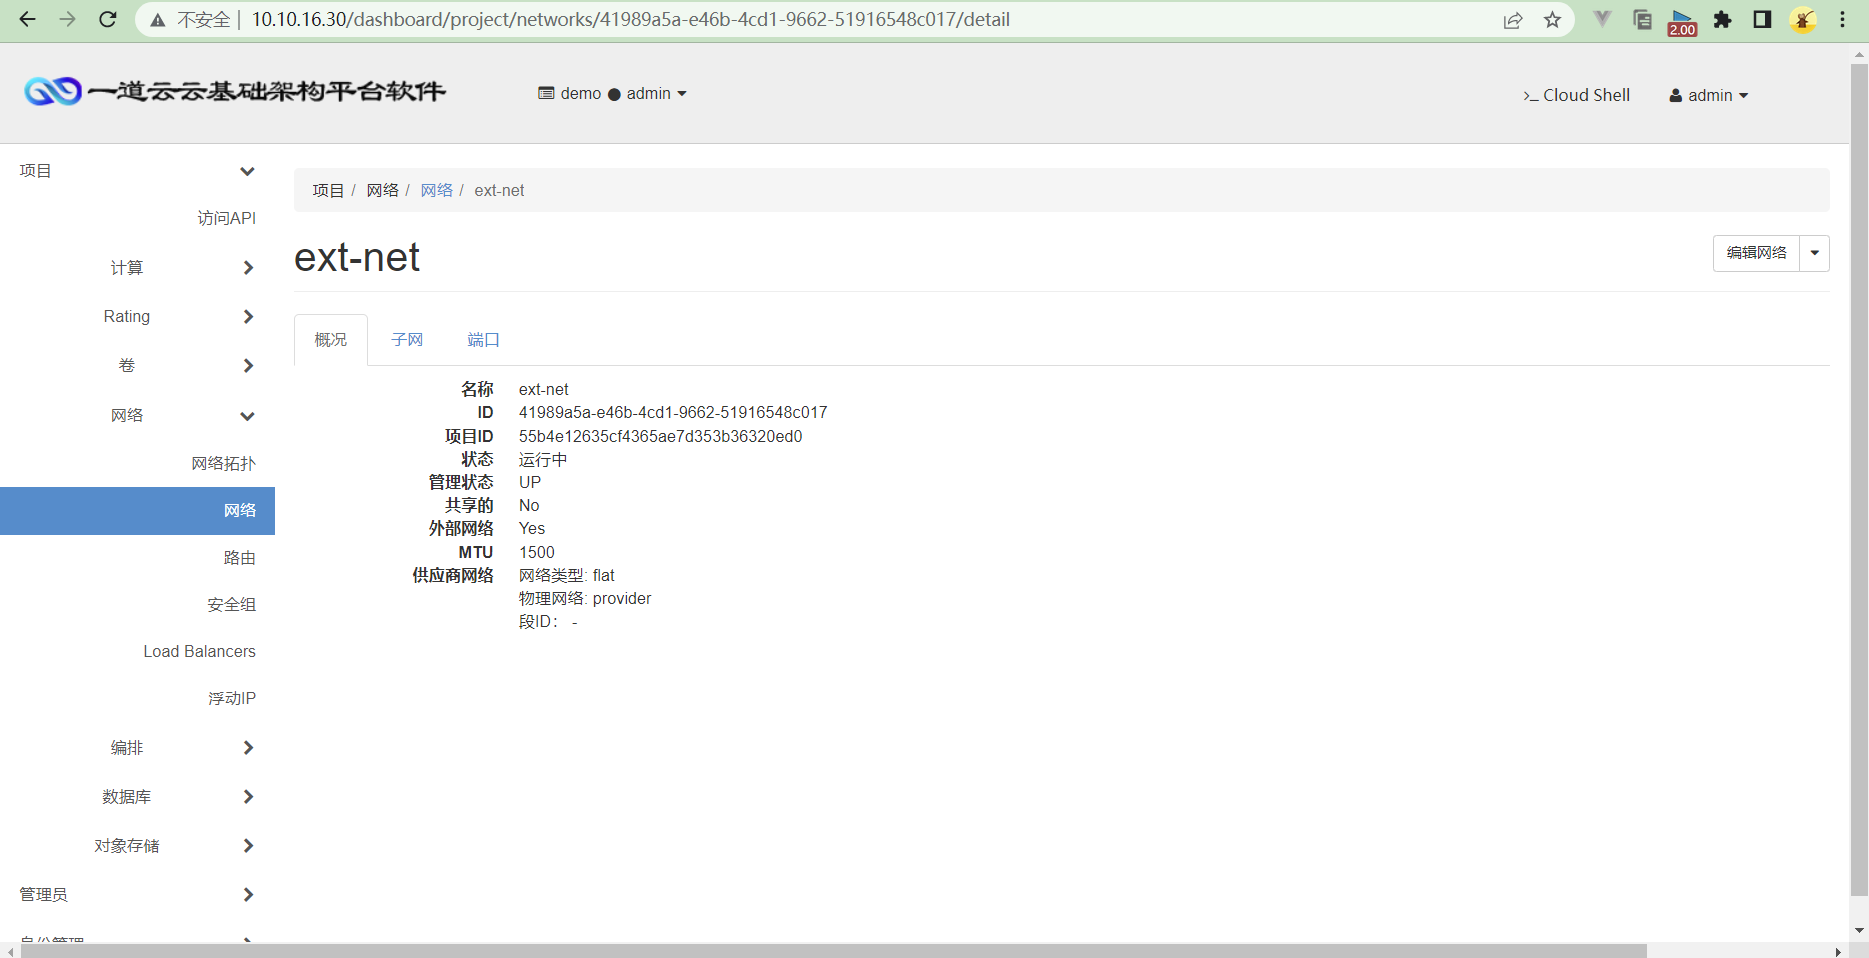 不安全 | 10.10.16.30/dashboard/project/networks/41989a5a-e46b-4cd1-9662-51916548c017/detail
2.00
一道云云基础架构平台软件
demo ● admin
>_ Cloud Shell
admin
项目
访问API
计算
Rating
卷
网络
网络拓扑
网络
路由
安全组
Load Balancers
浮动IP
编排
数据库
对象存储
管理员
身份管理
项目 / 网络 / 网络 / ext-net
ext-net
编辑网络
概况 子网 端口
名称 ext-net
ID 41989a5a-e46b-4cd1-9662-51916548c017
项目ID 55b4e12635cf4365ae7d353b36320ed0
状态 运行中
管理状态 UP
共享的 No
外部网络 Yes
MTU 1500
供应商网络 网络类型: flat
物理网络: provider
段ID： -